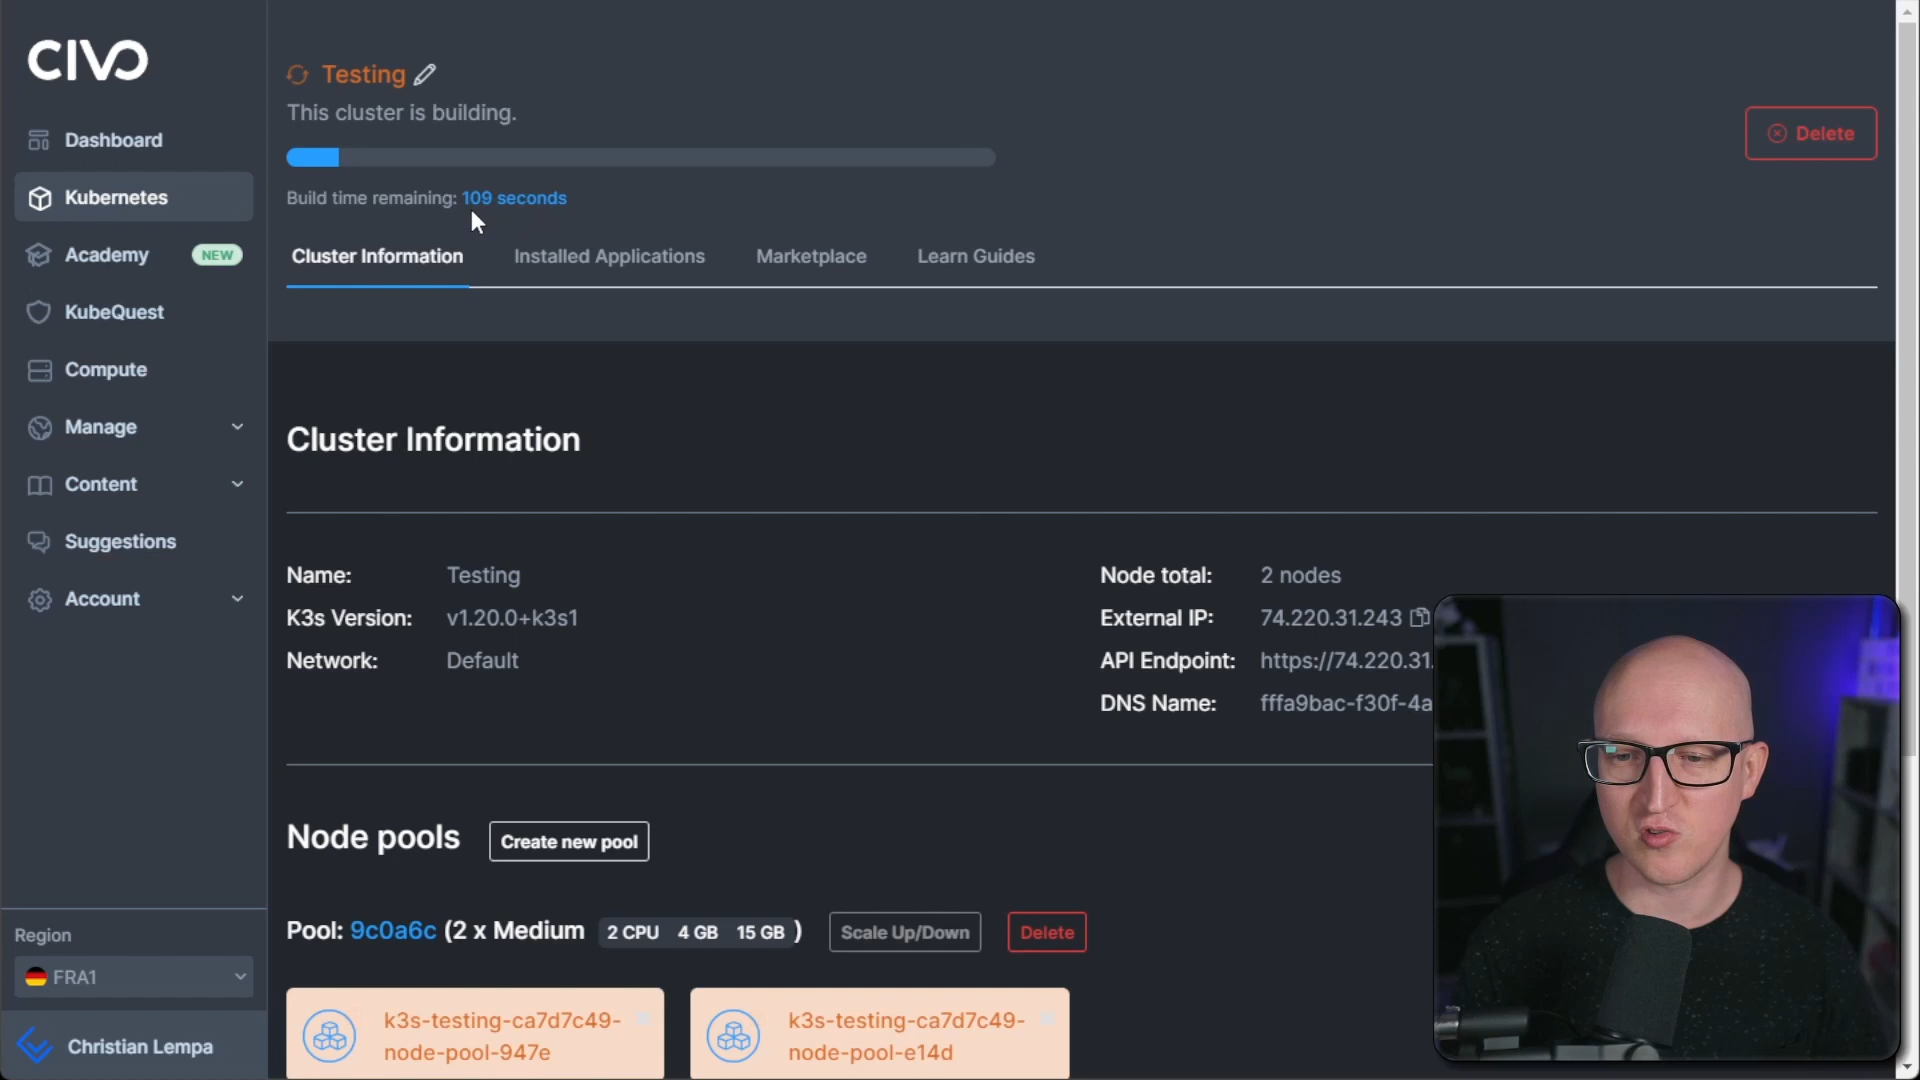 CIVO
Dashboard
Kubernetes
Academy NEW
KubeQuest
Compute
Manage
Content
Suggestions
Account
Region
FRA1
Christian Lempa
Testing
This cluster is building.
Build time remaining: 109 seconds
Delete
Cluster Information Installed Applications Marketplace Learn Guides
Cluster Information
Name: Testing
K3s Version: v1.20.0+k3s1
Network: Default
Node total: 2 nodes
External IP: 74.220.31.243
API Endpoint: https://74.220.31.
DNS Name: fffa9bac-f30f-4a
Node pools Create new pool
Pool: 9c0a6c (2 x Medium 2 CPU 4 GB 15 GB ) Scale Up/Down Delete
k3s-testing-ca7d7c49-
node-pool-947e
k3s-testing-ca7d7c49-
node-pool-e14d